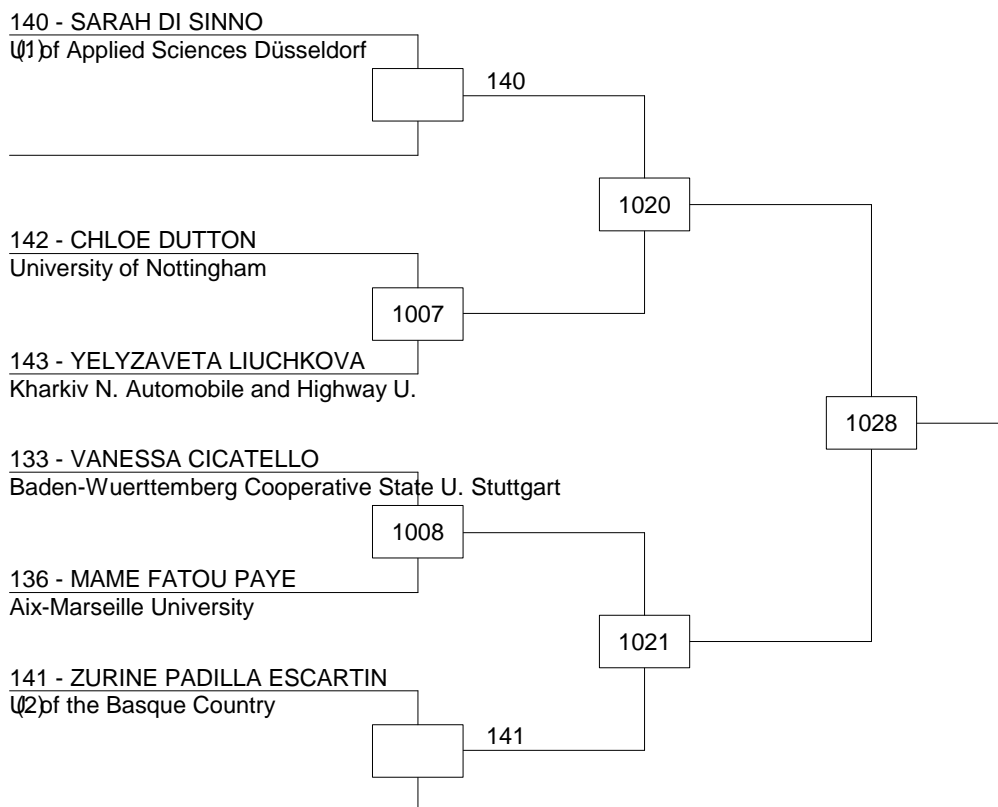 140 - SARAH DI SINNO
(1)
U. of Applied Sciences Düsseldorf
140
1020
142 - CHLOE DUTTON
University of Nottingham
1007
143 - YELYZAVETA LIUCHKOVA
Kharkiv N. Automobile and Highway U.
1028
133 - VANESSA CICATELLO
Baden-Wuerttemberg Cooperative State U. Stuttgart
1008
136 - MAME FATOU PAYE
Aix-Marseille University
1021
141 - ZURINE PADILLA ESCARTIN
(2)
U. of the Basque Country
141